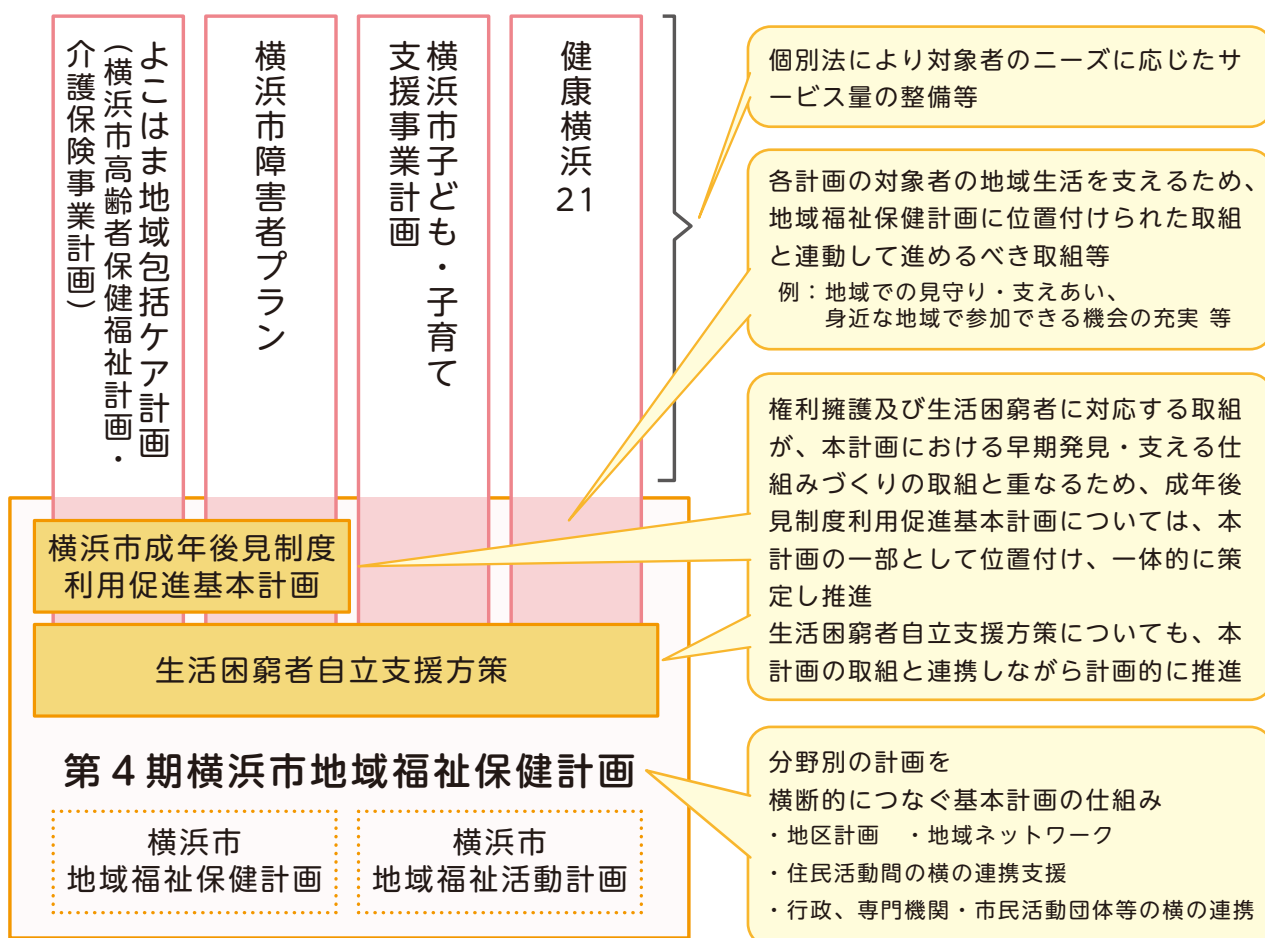 よこはま地域包括ケア計画
（横浜市高齢者保健福祉計画・
介護保険事業計画）
横浜市障害者プラン
横浜市子ども・子育て
支援事業計画
健康横浜21
個別法により対象者のニーズに応じたサ
ービス量の整備等
各計画の対象者の地域生活を支えるため、
地域福祉保健計画に位置付けられた取組
と連動して進めるべき取組等
例：地域での見守り・支えあい、
身近な地域で参加できる機会の充実 等
権利擁護及び生活困窮者に対応する取組
が、本計画における早期発見・支える仕
組みづくりの取組と重なるため、成年後
見制度利用促進基本計画については、本
計画の一部として位置付け、一体的に策
定し推進
生活困窮者自立支援方策についても、本
計画の取組と連携しながら計画的に推進
横浜市成年後見制度
利用促進基本計画
生活困窮者自立支援方策
第４期横浜市地域福祉保健計画
横浜市
地域福祉保健計画
横浜市
地域福祉活動計画
分野別の計画を
横断的につなぐ基本計画の仕組み
・地区計画　・地域ネットワーク
・住民活動間の横の連携支援
・行政、専門機関・市民活動団体等の横の連携